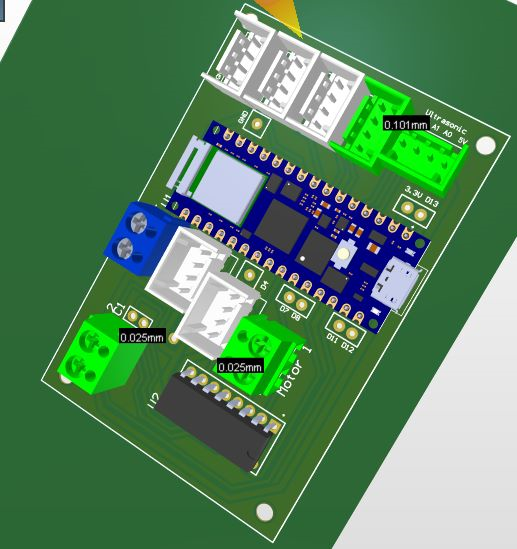 Ultrasonic
A1 A0 5V
0.101mm
GND
3.3V D13
D4
D7 D8
D11 D12
C1
0.025mm
0.025mm
Motor 1
U2